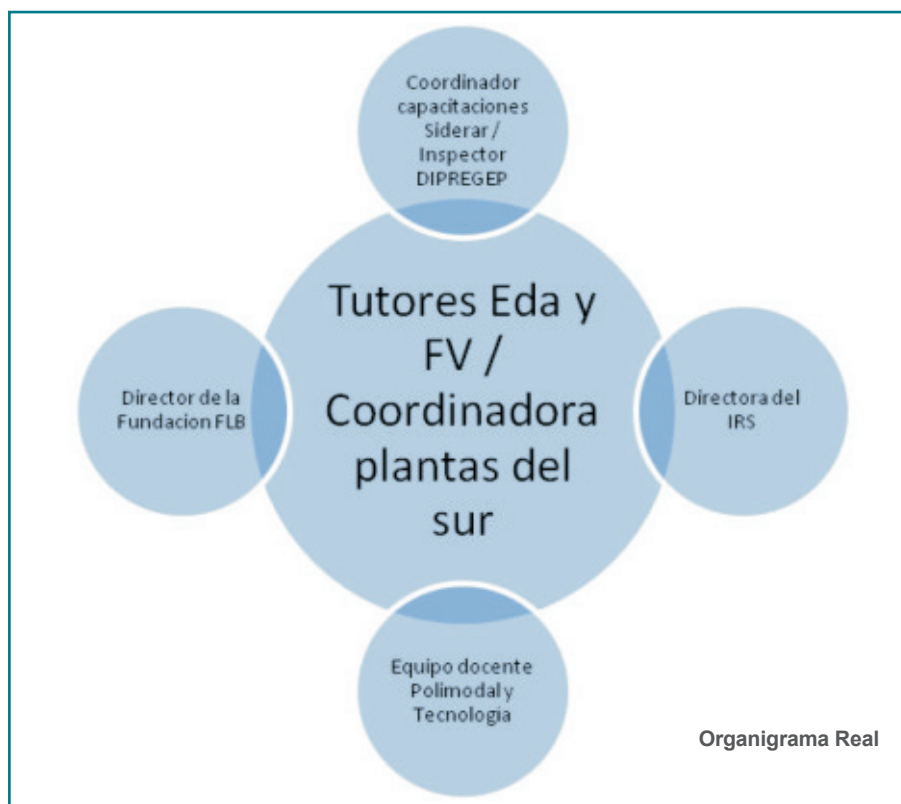 Coordinador
capacitaciones
Siderar /
Inspector
DIPREGEP
Tutores Eda y
FV /
Coordinadora
plantas del
sur
Director de la
Fundacion FLB
Directora del
IRS
Equipo docente
Polimodal y
Tecnologia
Organigrama Real